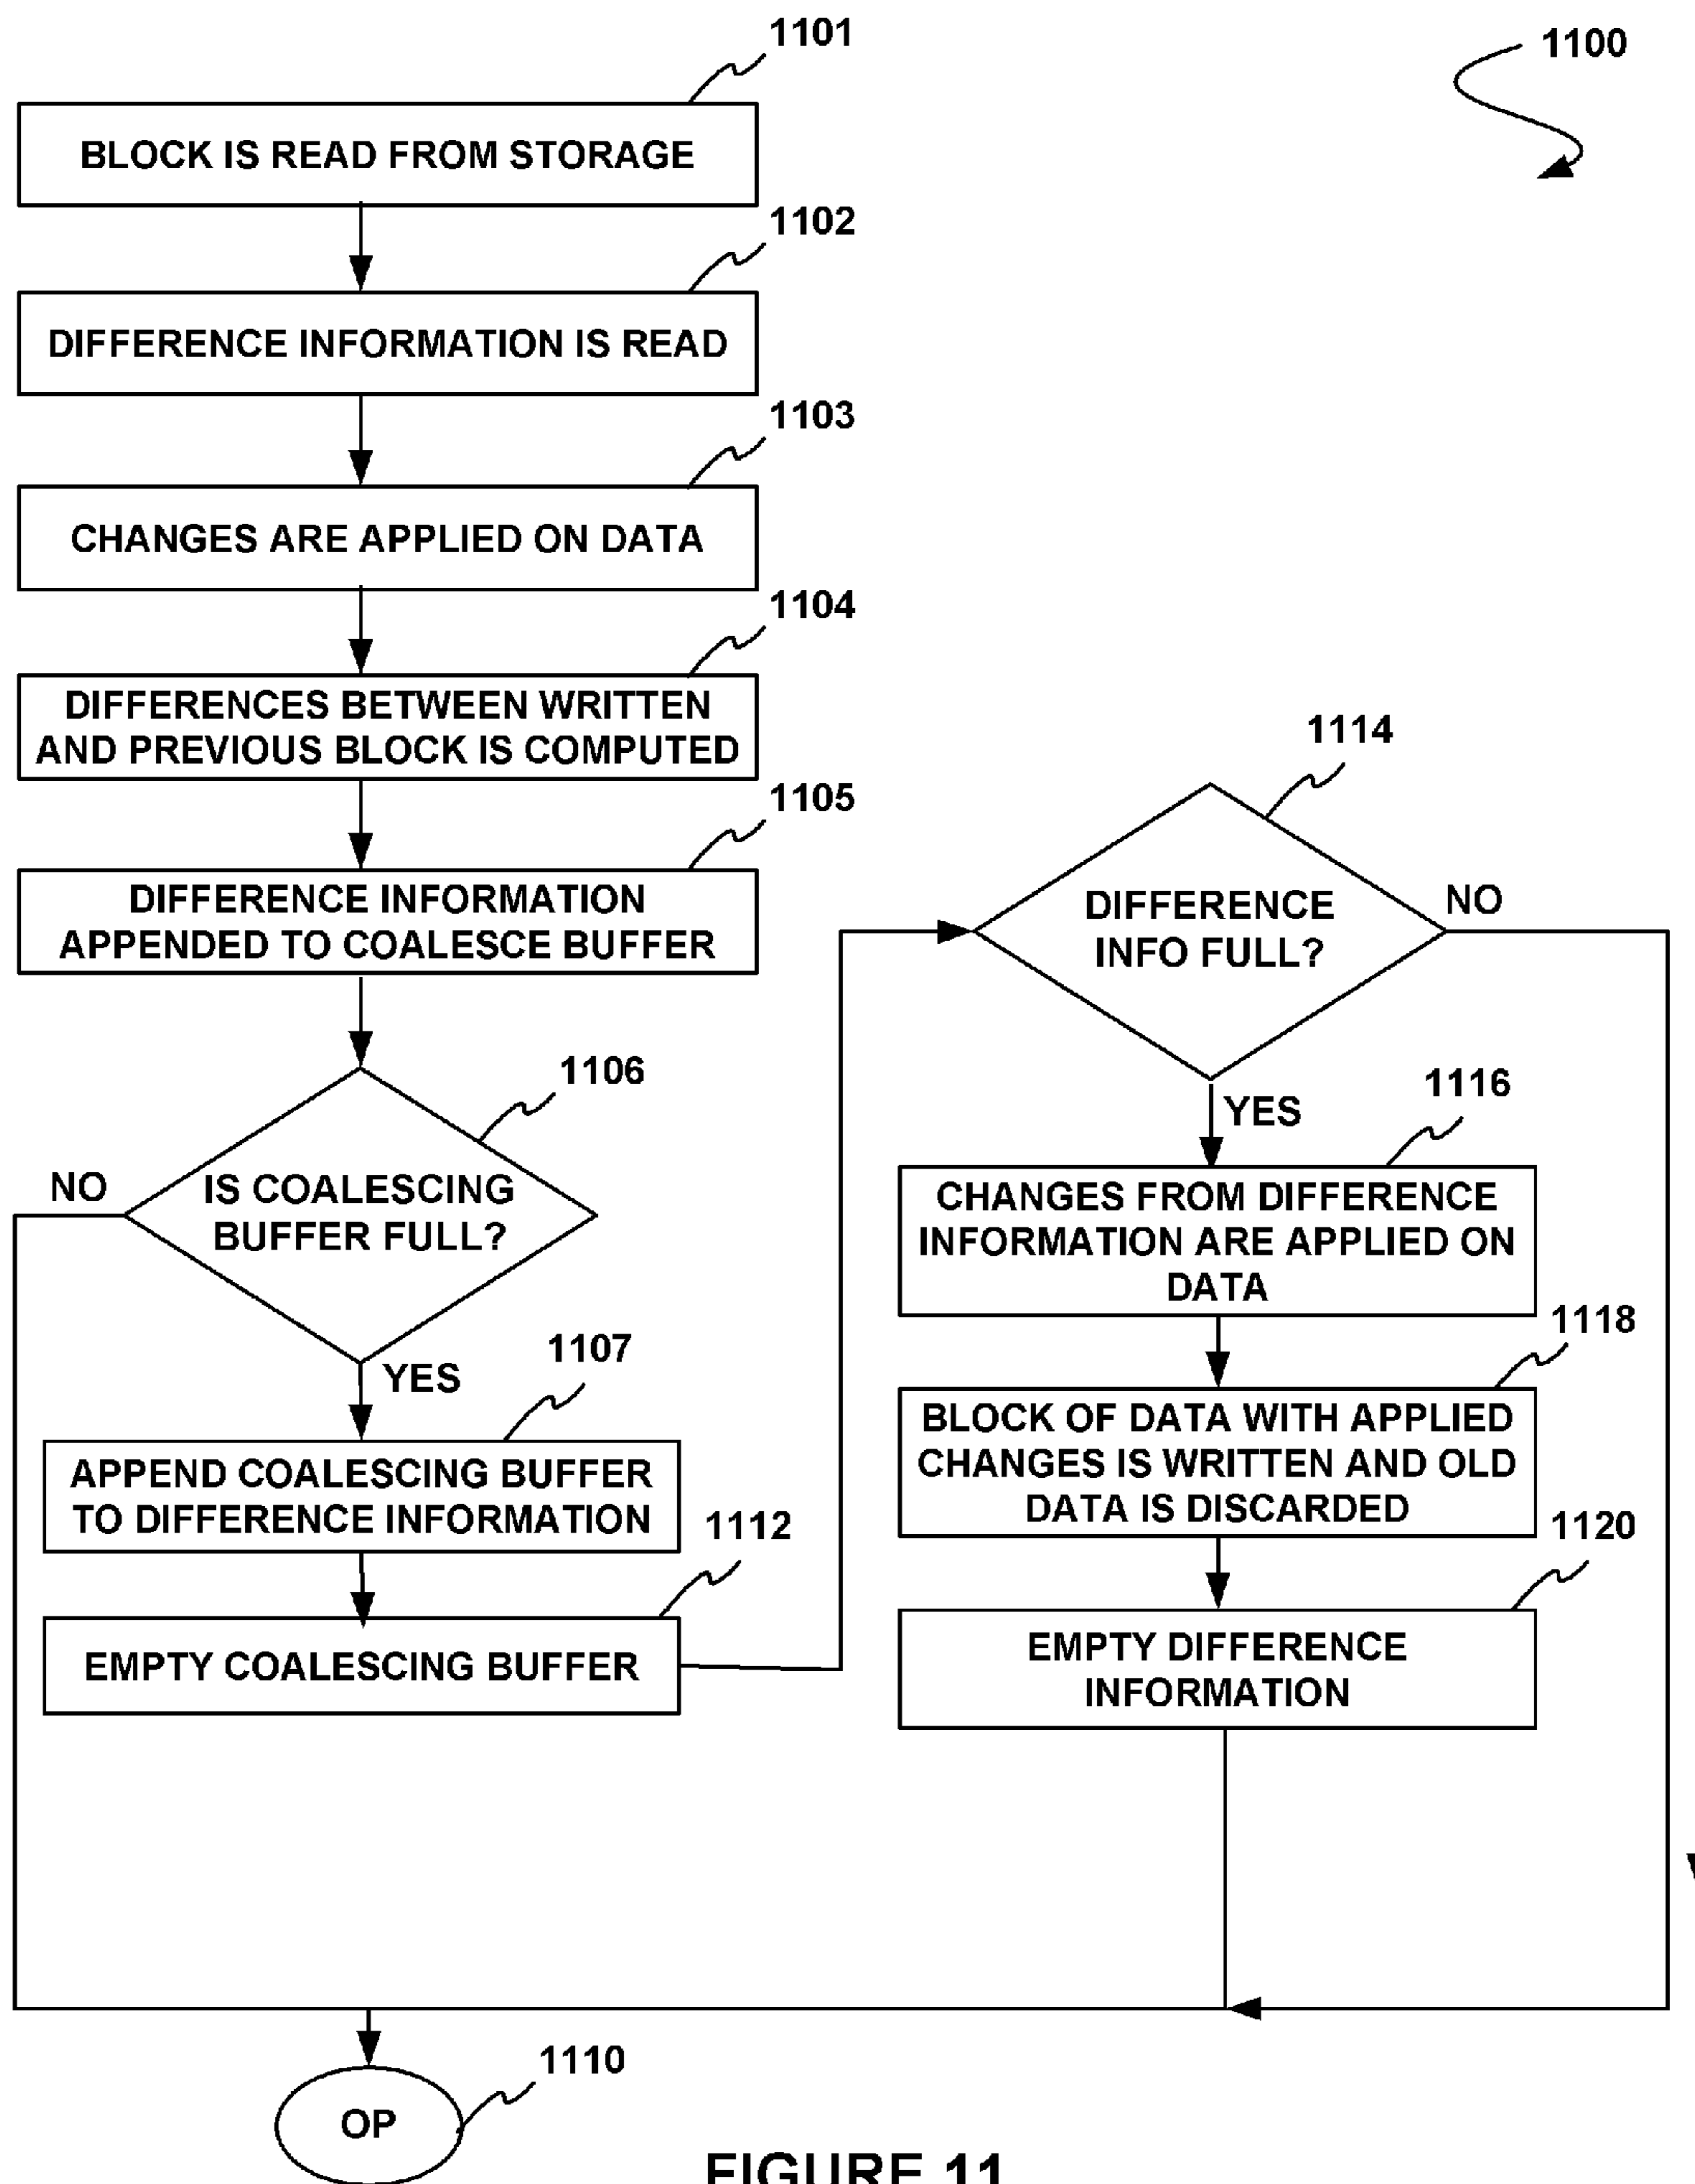 1101
1100
BLOCK IS READ FROM STORAGE
1102
DIFFERENCE INFORMATION IS READ
1103
CHANGES ARE APPLIED ON DATA
1104
DIFFERENCES BETWEEN WRITTEN
AND PREVIOUS BLOCK IS COMPUTED
1105
DIFFERENCE INFORMATION
APPENDED TO COALESCE BUFFER
1106
IS COALESCING
BUFFER FULL?
NO
YES
1107
APPEND COALESCING BUFFER
TO DIFFERENCE INFORMATION
1112
EMPTY COALESCING BUFFER
1114
DIFFERENCE
INFO FULL?
NO
YES
1116
CHANGES FROM DIFFERENCE
INFORMATION ARE APPLIED ON
DATA
1118
BLOCK OF DATA WITH APPLIED
CHANGES IS WRITTEN AND OLD
DATA IS DISCARDED
1120
EMPTY DIFFERENCE
INFORMATION
1110
OP
FIGURE 11